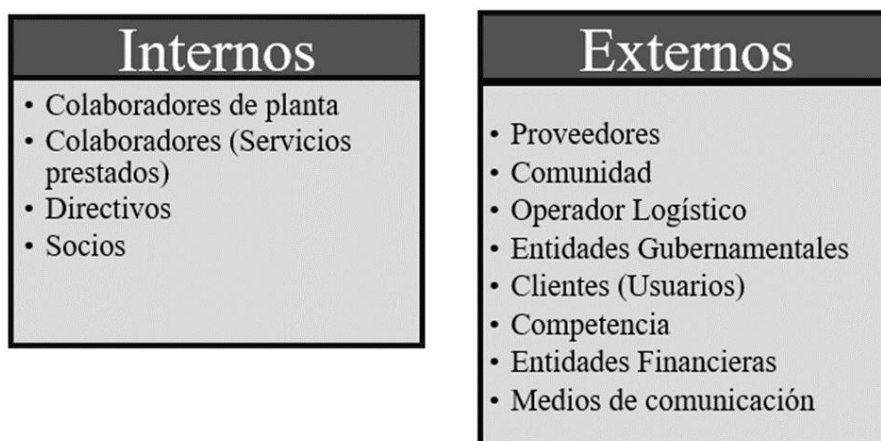 Internos
• Colaboradores de planta
• Colaboradores (Servicios
prestados)
• Directivos
• Socios
Externos
• Proveedores
• Comunidad
• Operador Logístico
• Entidades Gubernamentales
• Clientes (Usuarios)
• Competencia
• Entidades Financieras
• Medios de comunicación